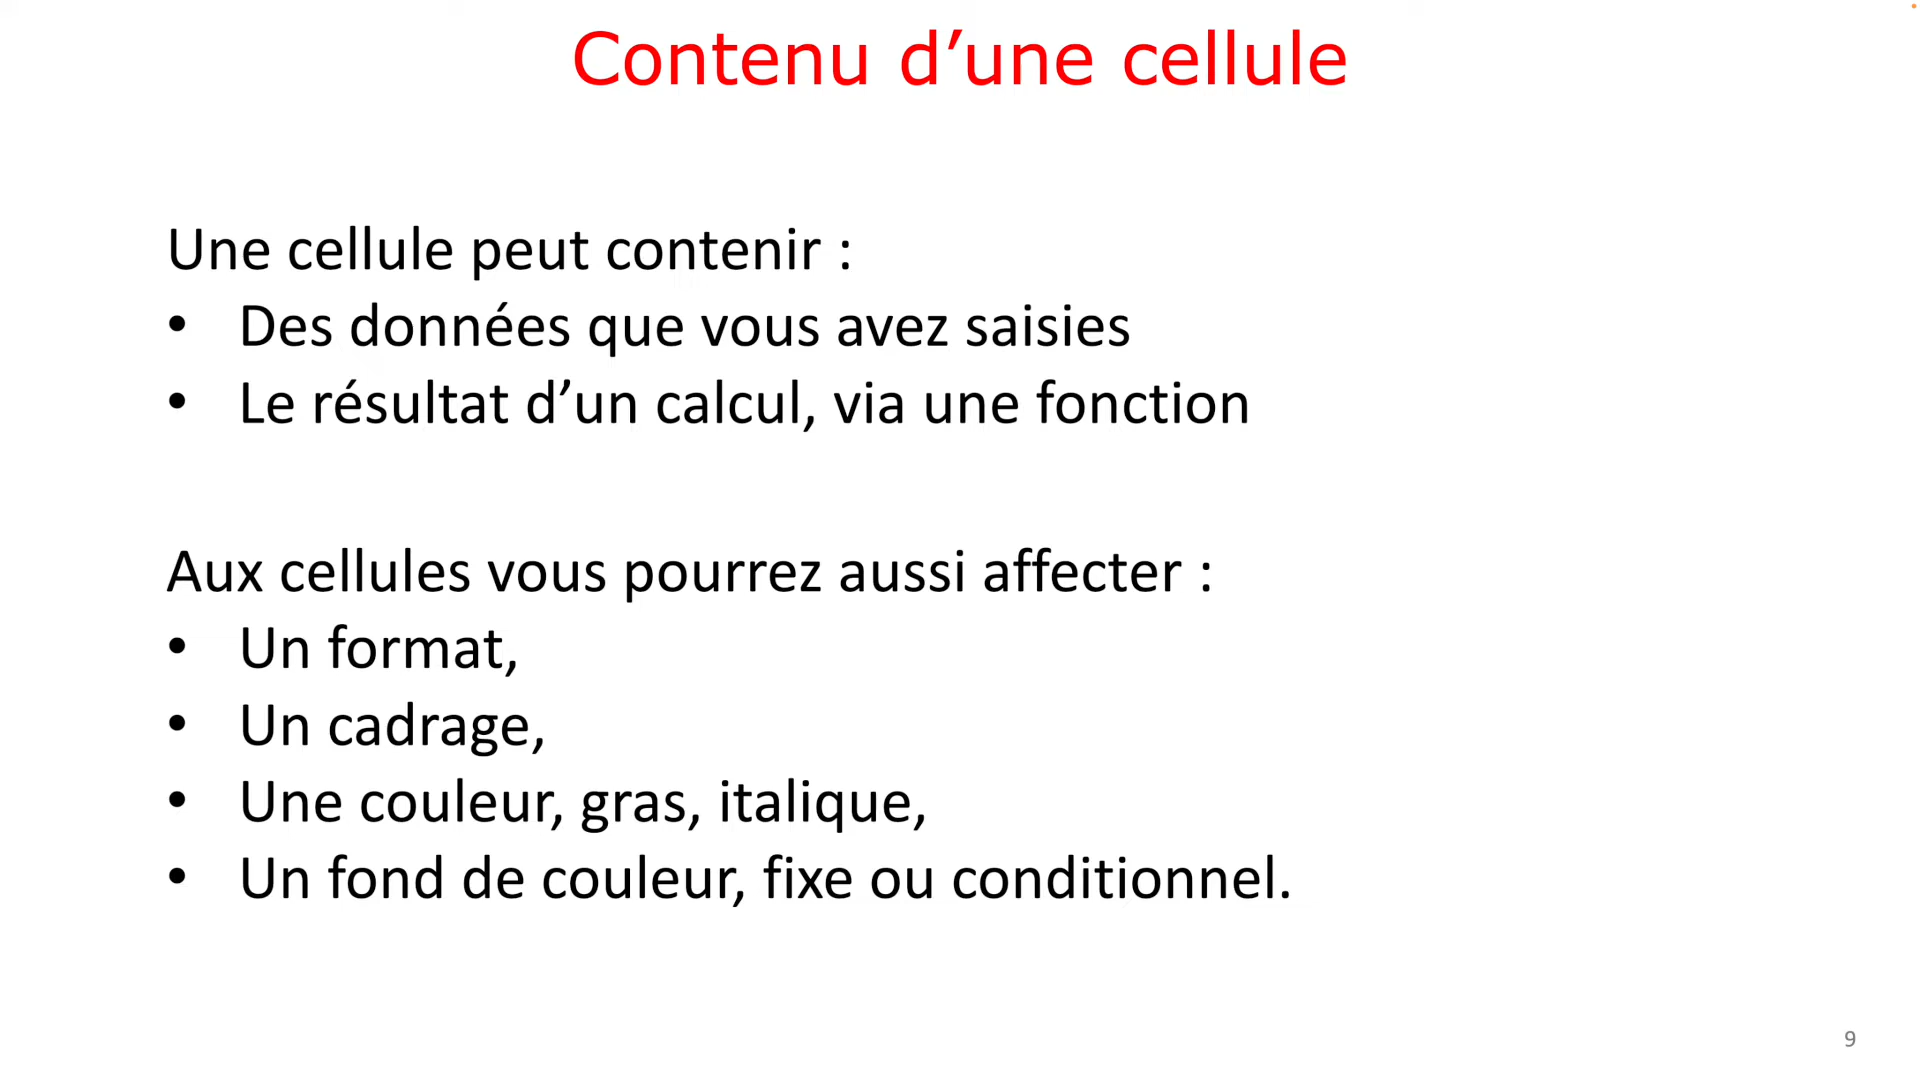 Contenu d’une cellule
Une cellule peut contenir :
• Des données que vous avez saisies
• Le résultat d’un calcul, via une fonction
Aux cellules vous pourrez aussi affecter :
• Un format,
• Un cadrage,
• Une couleur, gras, italique,
• Un fond de couleur, fixe ou conditionnel.
9